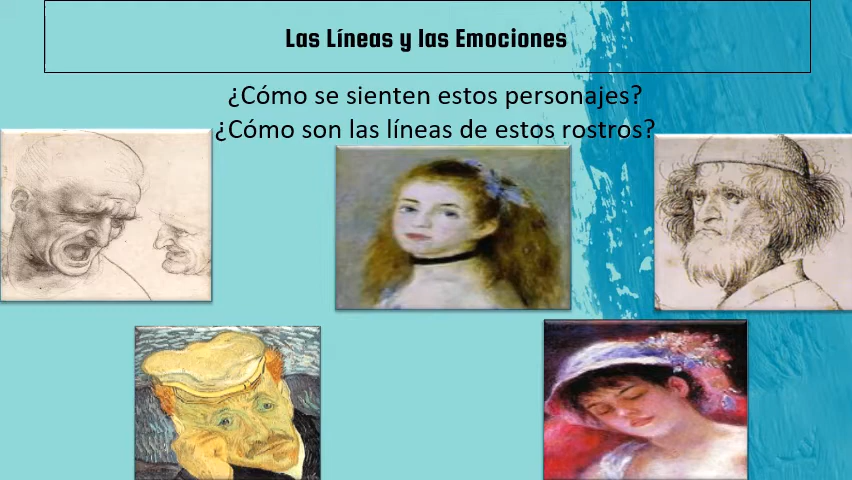 Las Líneas y las Emociones
¿Cómo se sienten estos personajes?
¿Cómo son las líneas de estos rostros?